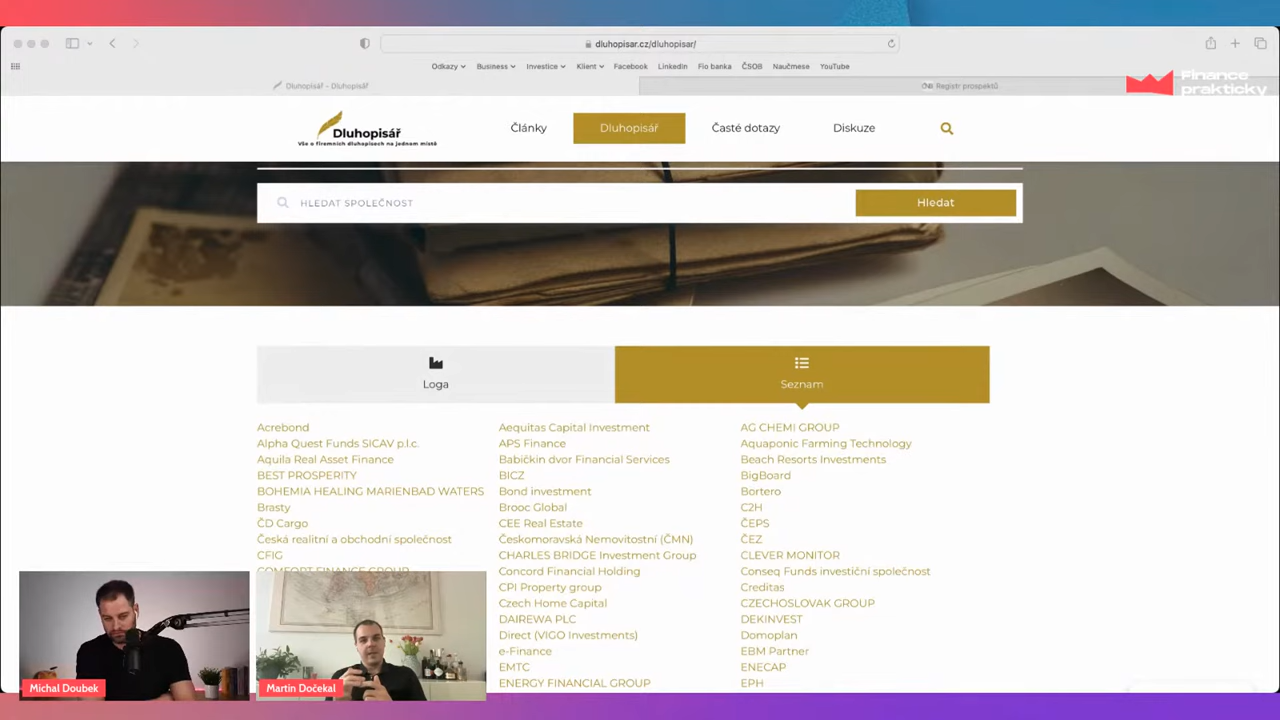 dluhopisar.cz/dluhopisar/
Odkazy Business Investice Klient Facebook LinkedIn Fio banka ČSOB Naučmese YouTube
Dluhopisář – Dluhopisář
Registr prospektů
Finance
prakticky
Dluhopisář
Vše o firemních dluhopisech na jednom místě
Články Dluhopisář Časté dotazy Diskuze
HLEDAT SPOLEČNOST
Hledat
Loga
Seznam
Acrebond Aequitas Capital Investment AG CHEMI GROUP
Alpha Quest Funds SICAV p.l.c. APS Finance Aquaponic Farming Technology
Aquila Real Asset Finance Babičkin dvor Financial Services Beach Resorts Investments
BEST PROSPERITY BICZ BigBoard
BOHEMIA HEALING MARIENBAD WATERS Bond investment Bortero
Brasty Brooc Global C2H
ČD Cargo CEE Real Estate ČEPS
Česká realitní a obchodní společnost Českomoravská Nemovitostní (ČMN) ČEZ
CFIG CHARLES BRIDGE Investment Group CLEVER MONITOR
COMFORT FINANCE GROUP Concord Financial Holding Conseq Funds investiční společnost
CPI Property group Creditas
Czech Home Capital CZECHOSLOVAK GROUP
DAIREWA PLC DEKINVEST
Direct (VIGO Investments) Domoplan
e-Finance EBM Partner
EMTC ENECAP
ENERGY FINANCIAL GROUP EPH
Michal Doubek
Martin Dočekal